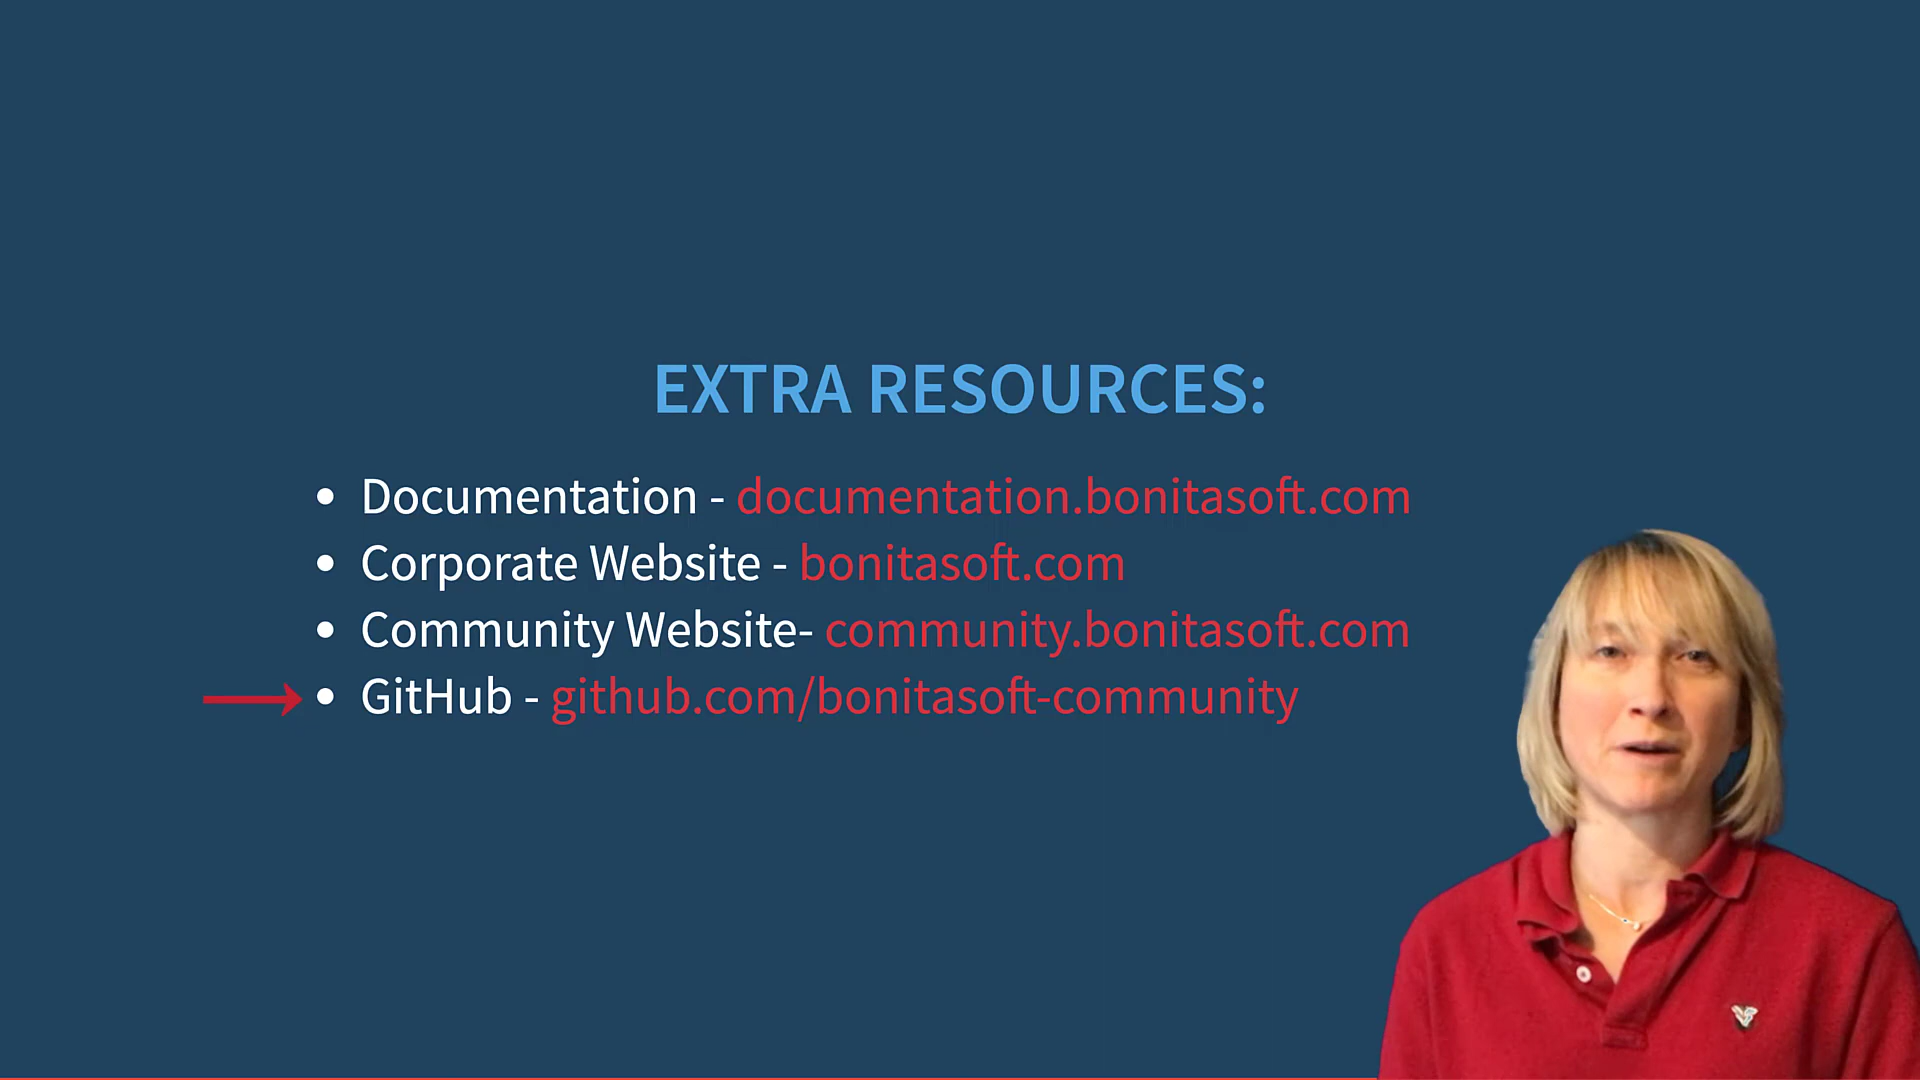 EXTRA RESOURCES:
• Documentation - documentation.bonitasoft.com
• Corporate Website - bonitasoft.com
• Community Website- community.bonitasoft.com
• GitHub - github.com/bonitasoft-community